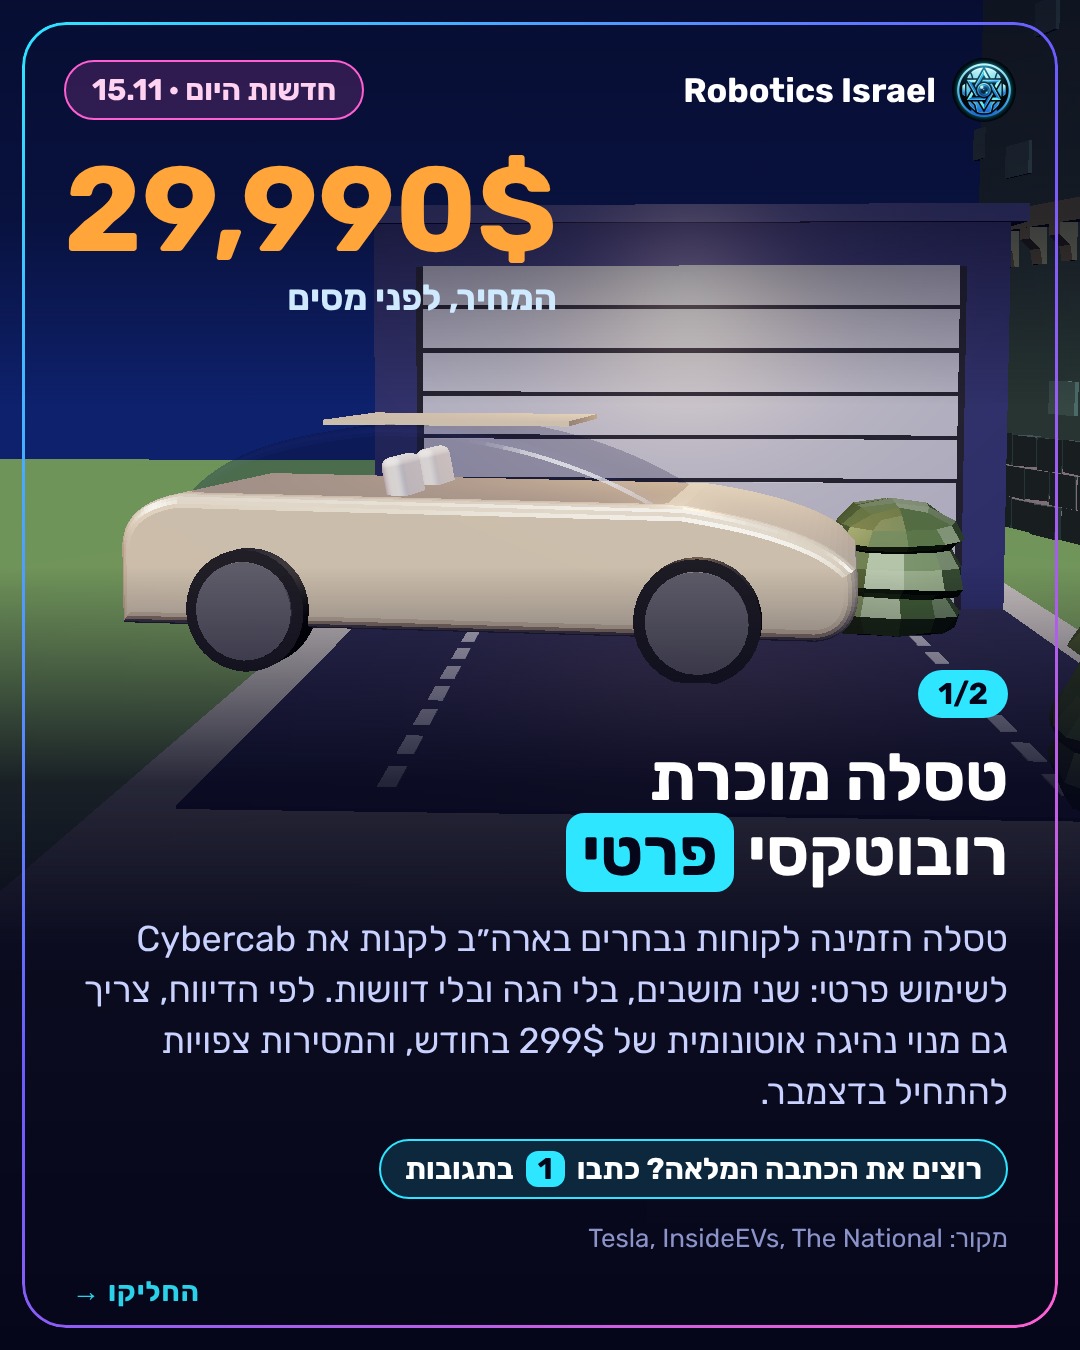 Robotics Israel
חדשות היום • 15.11
29,990$
המחיר, לפני מסים
1/2
טסלה מוכרת
רובוטקסי פרטי
טסלה הזמינה לקוחות נבחרים בארה״ב לקנות את Cybercab
לשימוש פרטי: שני מושבים, בלי הגה ובלי דוושות. לפי הדיווח, צריך
גם מנוי נהיגה אוטונומית של 299$ בחודש, והמסירות צפויות
להתחיל בדצמבר.
רוצים את הכתבה המלאה? כתבו 1 בתגובות
מקור: Tesla, InsideEVs, The National
החליקו →